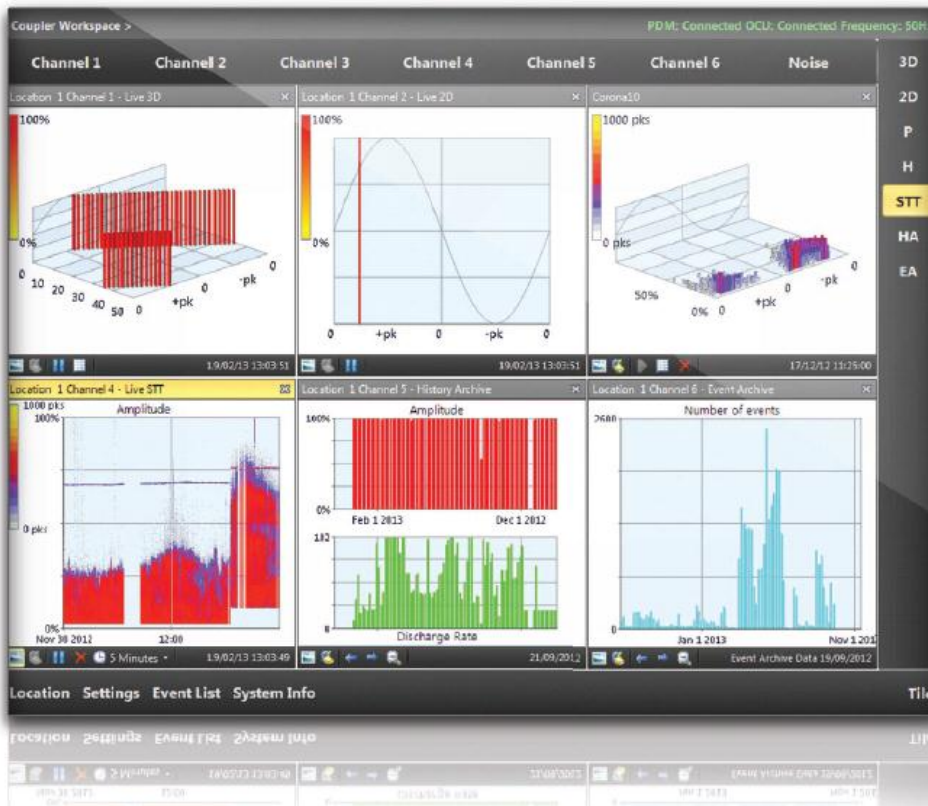 Coupler Workspace >
PDM: Connected OCU: Connected Frequency: 50H
Channel 1 Channel 2 Channel 3 Channel 4 Channel 5 Channel 6 Noise
3D
2D
P
H
STT
HA
EA
Location 1 Channel 1 - Live 3D
100%
0%
0 10 20 30 40 50
0 +pk 0 -pk 0
19/02/13 13:03:51
Location 1 Channel 2 - Live 2D
100%
0%
0 +pk 0 -pk 0
19/02/13 13:03:51
Corona10
1000 pks
0 pks
50%
0% 0 +pk 0 -pk 0
17/12/12 11:25:00
Location 1 Channel 4 - Live STT
1000 pks
Amplitude
100%
0 pks
0%
Nov 30 2012 12:00
5 Minutes
19/02/13 13:03:49
Location 1 Channel 5 - History Archive
Amplitude
100%
0%
Feb 1 2013 Dec 1 2012
0
Discharge Rate
21/09/2012
Location 1 Channel 6 - Event Archive
Number of events
0
Jan 1 2013 Nov 1 201
Event Archive Data 19/09/2012
Location Settings Event List System Info
Tile